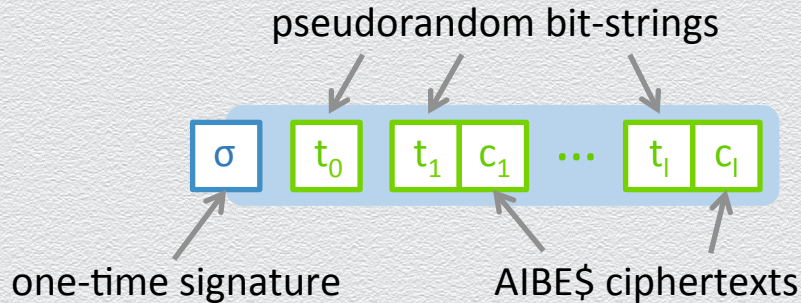 pseudorandom bit-strings
σ t₀ t₁ c₁ ... tₗ cₗ
one-time signature AIBE$ ciphertexts